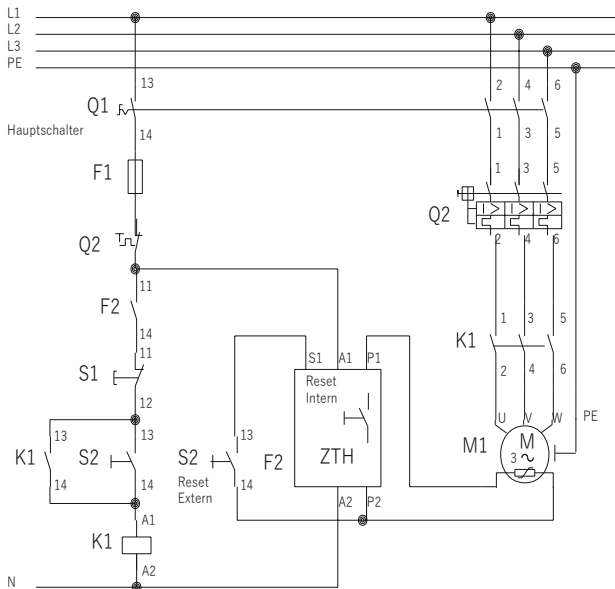 L1
L2
L3
PE
13
2 4 6
Q1
Hauptschalter
14
1 3 5
F1
1 3 5
Q2
I > I > I >
Q2
2 4 6
11
F2
14
1 3 5
K1
2 4 6
11
S1
12
S1 A1 P1
Reset
Intern
ZTH
F2
A2 P2
U V W
PE
M1
M
3 ~
13 13
K1 S2
14 14
13
S2
Reset
Extern
14
A1
K1
A2
N